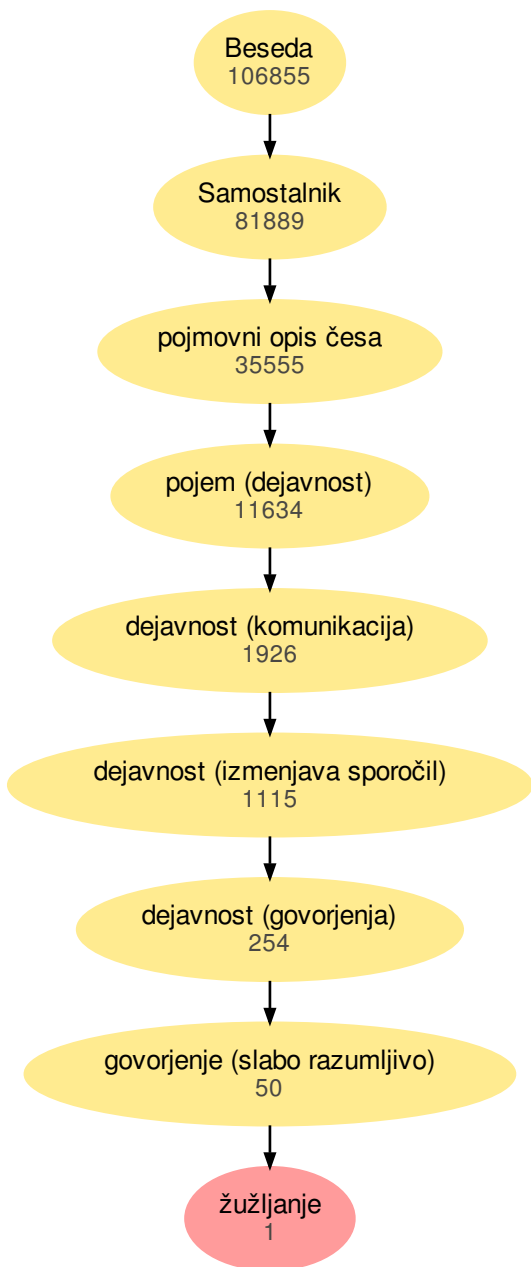 Beseda
106855
Samostalnik
81889
pojmovni opis česa
35555
pojem (dejavnost)
11634
dejavnost (komunikacija)
1926
dejavnost (izmenjava sporočil)
1115
dejavnost (govorjenja)
254
govorjenje (slabo razumljivo)
50
žužljanje
1